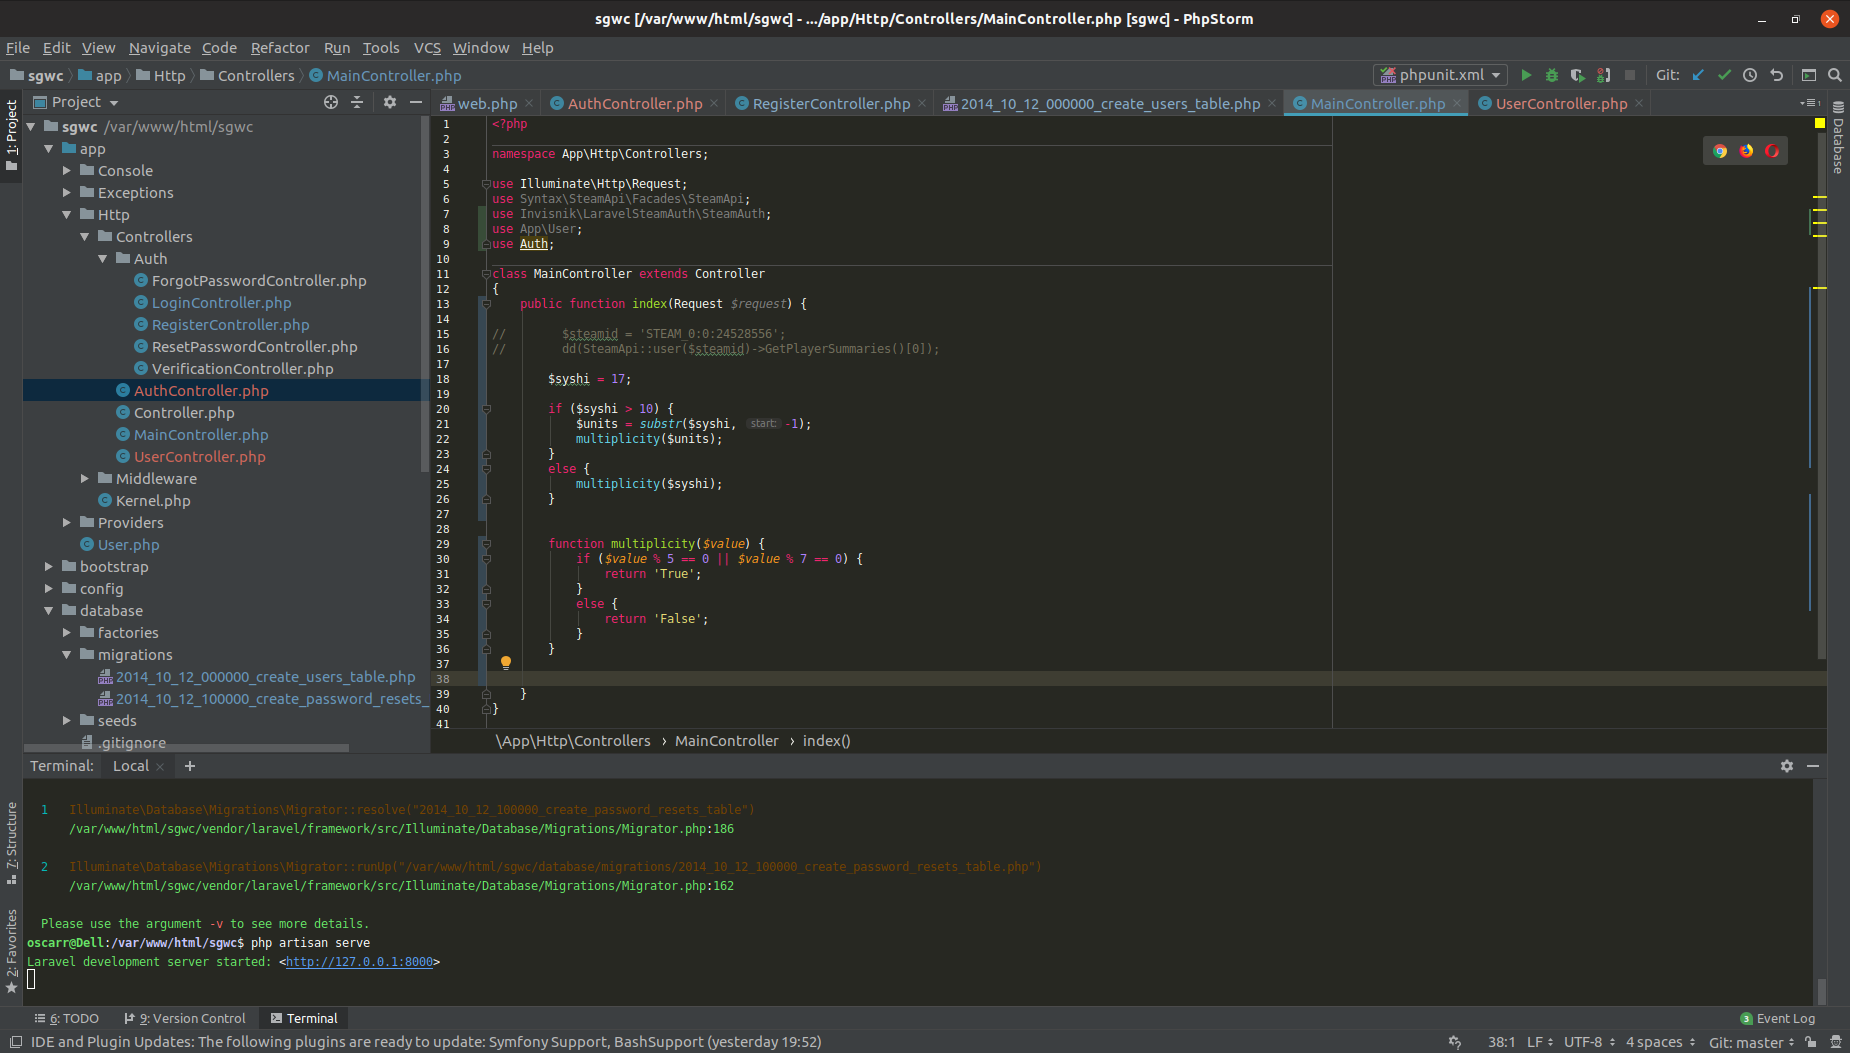 sgwc [/var/www/html/sgwc] - .../app/Http/Controllers/MainController.php [sgwc] - PhpStorm
File Edit View Navigate Code Refactor Run Tools VCS Window Help
sgwc app Http Controllers MainController.php phpunit.xml Git:
1: Project
Project
sgwc /var/www/html/sgwc
app
Console
Exceptions
Http
Controllers
Auth
ForgotPasswordController.php
LoginController.php
RegisterController.php
ResetPasswordController.php
VerificationController.php
AuthController.php
Controller.php
MainController.php
UserController.php
Middleware
Kernel.php
Providers
User.php
bootstrap
config
database
factories
migrations
2014_10_12_000000_create_users_table.php
2014_10_12_100000_create_password_resets_
seeds
.gitignore
web.php AuthController.php RegisterController.php 2014_10_12_000000_create_users_table.php MainController.php UserController.php
Database
1 <?php
2
3 namespace App\Http\Controllers;
4
5 use Illuminate\Http\Request;
6 use Syntax\SteamApi\Facades\SteamApi;
7 use Invisnik\LaravelSteamAuth\SteamAuth;
8 use App\User;
9 use Auth;
10
11 class MainController extends Controller
12 {
13 public function index(Request $request) {
14
15 // $steamid = 'STEAM_0:0:24528556';
16 // dd(SteamApi::user($steamid)->GetPlayerSummaries()[0]);
17
18 $syshi = 17;
19
20 if ($syshi > 10) {
21 $units = substr($syshi, start: -1);
22 multiplicity($units);
23 }
24 else {
25 multiplicity($syshi);
26 }
27
28
29 function multiplicity($value) {
30 if ($value % 5 == 0 || $value % 7 == 0) {
31 return 'True';
32 }
33 else {
34 return 'False';
35 }
36 }
37
38
39 }
40 }
41
\App\Http\Controllers › MainController › index()
Terminal: Local +
1 Illuminate\Database\Migrations\Migrator::resolve("2014_10_12_100000_create_password_resets_table")
/var/www/html/sgwc/vendor/laravel/framework/src/Illuminate/Database/Migrations/Migrator.php:186
2 Illuminate\Database\Migrations\Migrator::runUp("/var/www/html/sgwc/database/migrations/2014_10_12_100000_create_password_resets_table.php")
/var/www/html/sgwc/vendor/laravel/framework/src/Illuminate/Database/Migrations/Migrator.php:162
Please use the argument -v to see more details.
oscarr@Dell:/var/www/html/sgwc$ php artisan serve
Laravel development server started: <http://127.0.0.1:8000>
7: Structure
2: Favorites
6: TODO 9: Version Control Terminal 3 Event Log
IDE and Plugin Updates: The following plugins are ready to update: Symfony Support, BashSupport (yesterday 19:52) 38:1 LF UTF-8 4 spaces Git: master